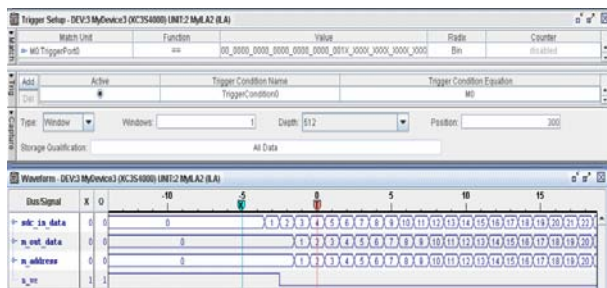 Trigger Setup - DEV:3 MyDevice3 (XC3S4000) UNIT:2 MyILA2 (ILA)
Match Unit Function Value Radix Counter
M0:TriggerPort0 == 00_0000_0000_0000_0000_0000_001X_XXXX_XXXX_XXXX_XXXX Bin disabled
Add Active Trigger Condition Name Trigger Condition Equation
Del TriggerCondition0 M0
Type: Window Windows: 1 Depth: 512 Position: 300
Storage Qualification: All Data
Waveform - DEV:3 MyDevice3 (XC3S4000) UNIT:2 MyILA2 (ILA)
Bus/Signal X O -10 -5 0 5 10 15
X T
in_data 0 0 0 1 2 3 4 5 6 7 8 9 10 11 12 13 14 15 16 17 18 19 20 21 22
m_out_data 0 0 0 1 2 3 4 5 6 7 8 9 10 11 12 13 14 15 16 17 18 19 20
m_address 0 0 0 1 2 3 4 5 6 7 8 9 10 11 12 13 14 15 16 17 18 19 20
1 1